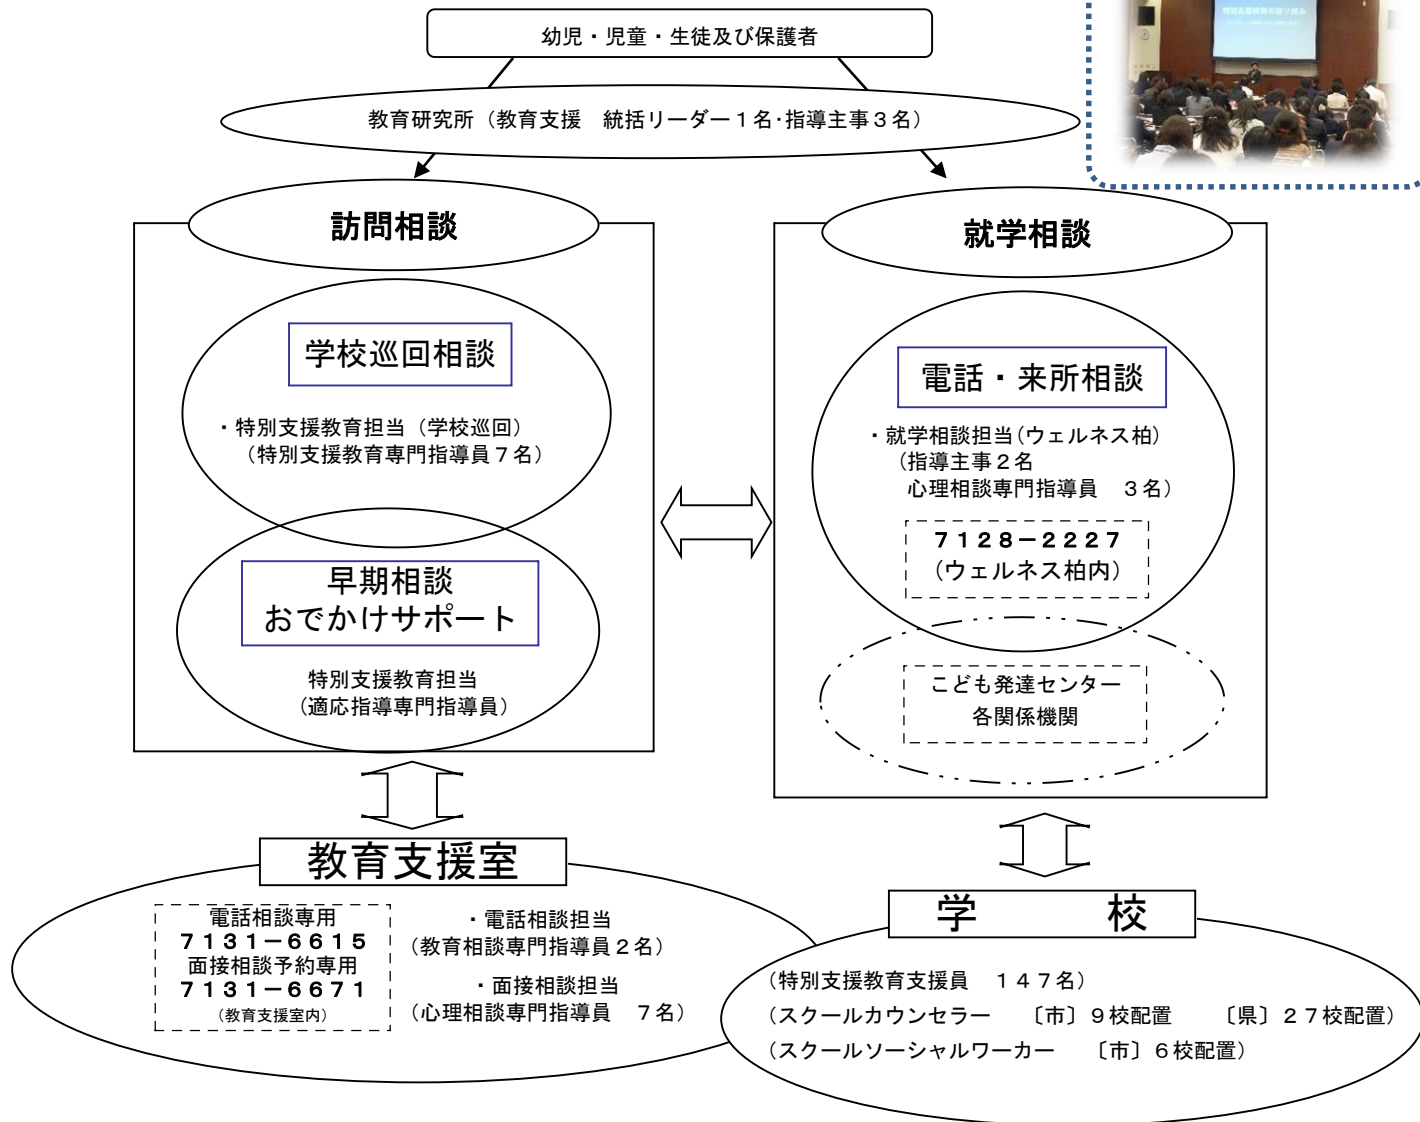 特別支援教育の取り組み
幼児・児童・生徒及び保護者
教育研究所（教育支援　統括リーダー１名･指導主事３名）
訪問相談
学校巡回相談
・特別支援教育担当（学校巡回）
（特別支援教育専門指導員７名）
早期相談
おでかけサポート
特別支援教育担当
（適応指導専門指導員）
就学相談
電話・来所相談
・就学相談担当（ウェルネス柏）
（指導主事２名
心理相談専門指導員　３名）
７１２８－２２２７
（ウェルネス柏内）
こども発達センター
各関係機関
教育支援室
電話相談専用
７１３１－６６１５
面接相談予約専用
７１３１－６６７１
（教育支援室内）
・電話相談担当
（教育相談専門指導員２名）
・面接相談担当
（心理相談専門指導員　７名）
学　　　校
（特別支援教育支援員　１４７名）
（スクールカウンセラー　〔市〕９校配置　〔県〕２７校配置）
（スクールソーシャルワーカー　〔市〕６校配置）